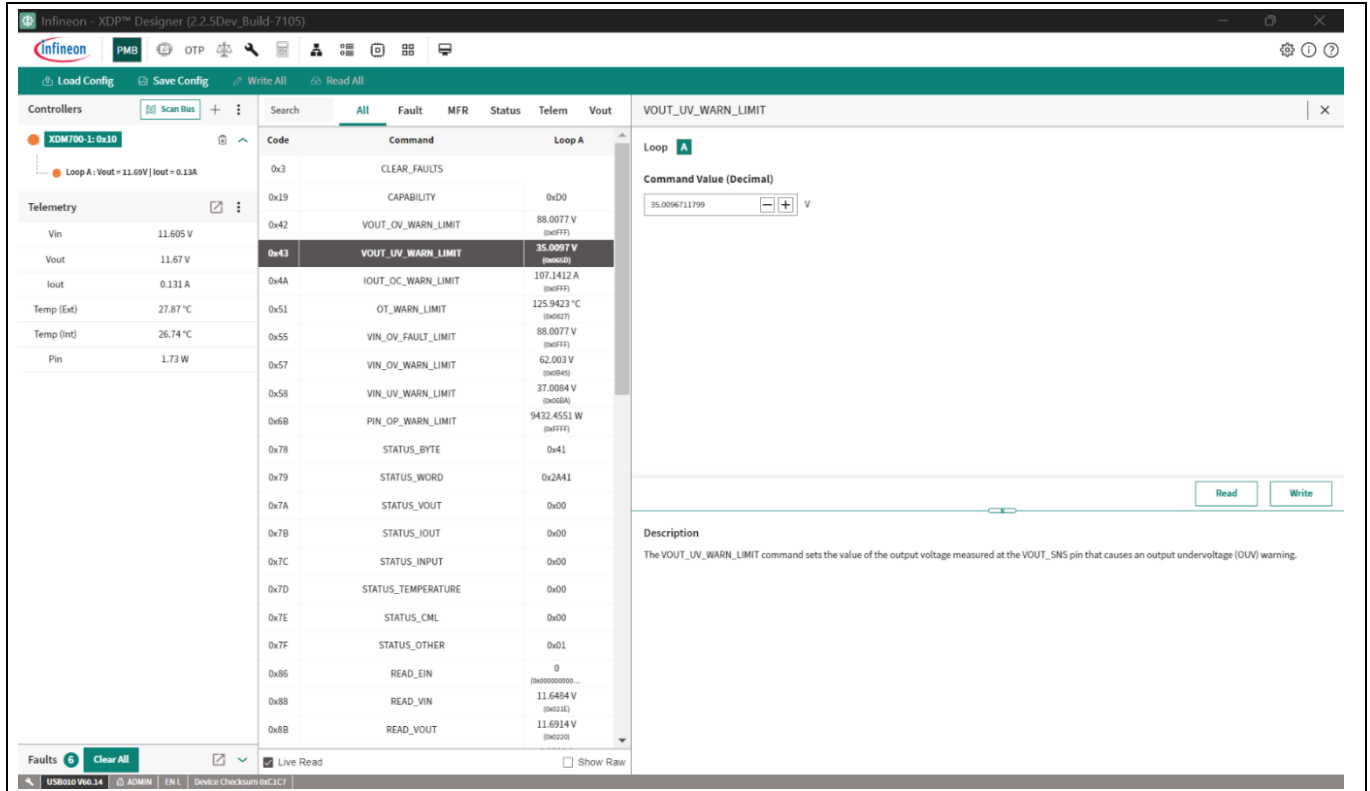 Infineon - XDP™ Designer (2.2.5Dev_Build-7105)
infineon PMB OTP
Load Config Save Config Write All Read All
Controllers Scan Bus
XDM700-1: 0x10
Loop A : Vout = 11.69V | Iout = 0.13A
Telemetry
Vin 11.605 V
Vout 11.67 V
Iout 0.131 A
Temp (Ext) 27.87 °C
Temp (Int) 26.74 °C
Pin 1.73 W
Faults 6 Clear All
Search All Fault MFR Status Telem Vout
Code Command Loop A
0x3 CLEAR_FAULTS
0x19 CAPABILITY 0xD0
0x42 VOUT_OV_WARN_LIMIT 88.0077 V
(0x0FFF)
0x43 VOUT_UV_WARN_LIMIT 35.0097 V
(0x065D)
0x4A IOUT_OC_WARN_LIMIT 107.1412 A
(0x0FFF)
0x51 OT_WARN_LIMIT 125.9423 °C
(0x0827)
0x55 VIN_OV_FAULT_LIMIT 88.0077 V
(0x0FFF)
0x57 VIN_OV_WARN_LIMIT 62.003 V
(0x0B45)
0x58 VIN_UV_WARN_LIMIT 37.0084 V
(0x06BA)
0x6B PIN_OP_WARN_LIMIT 9432.4551 W
(0xFFFF)
0x78 STATUS_BYTE 0x41
0x79 STATUS_WORD 0x2A41
0x7A STATUS_VOUT 0x00
0x7B STATUS_IOUT 0x00
0x7C STATUS_INPUT 0x00
0x7D STATUS_TEMPERATURE 0x00
0x7E STATUS_CML 0x00
0x7F STATUS_OTHER 0x01
0x86 READ_EIN 0
(0x000000000...
0x88 READ_VIN 11.6484 V
(0x021E)
0x8B READ_VOUT 11.6914 V
(0x0220)
Live Read Show Raw
VOUT_UV_WARN_LIMIT
Loop A
Command Value (Decimal)
35.0096711799 V
Read Write
Description
The VOUT_UV_WARN_LIMIT command sets the value of the output voltage measured at the VOUT_SNS pin that causes an output undervoltage (OUV) warning.
USB010 V60.14 ADMIN EN L Device Checksum 0xC1C7